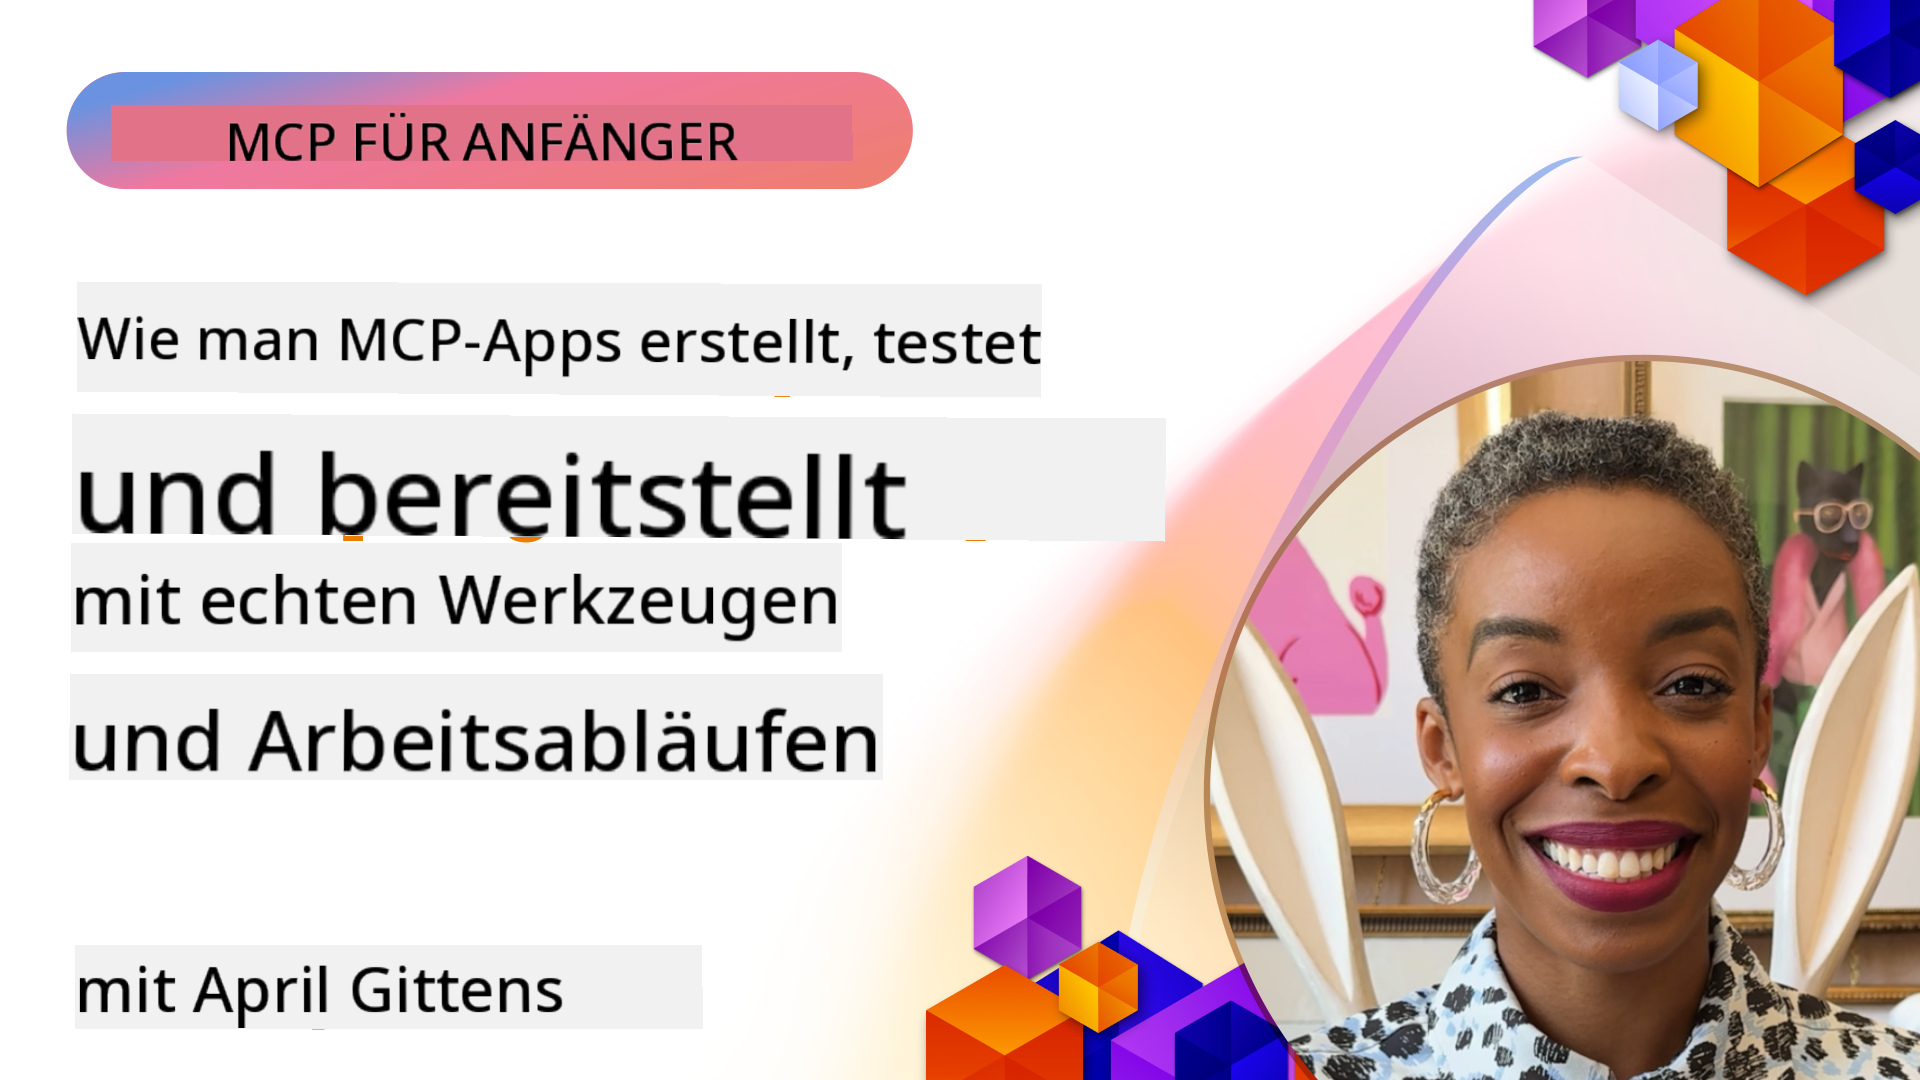 MCP FÜR ANFÄNGER
Wie man MCP-Apps erstellt, testet
und bereitstellt
mit echten Werkzeugen
und Arbeitsabläufen
mit April Gittens